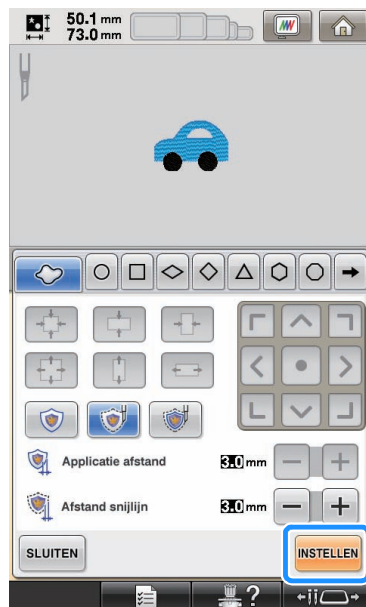 50.1 mm
73.0 mm
Applicatie afstand 3.0 mm
Afstand snijlijn 3.0 mm
SLUITEN INSTELLEN
?